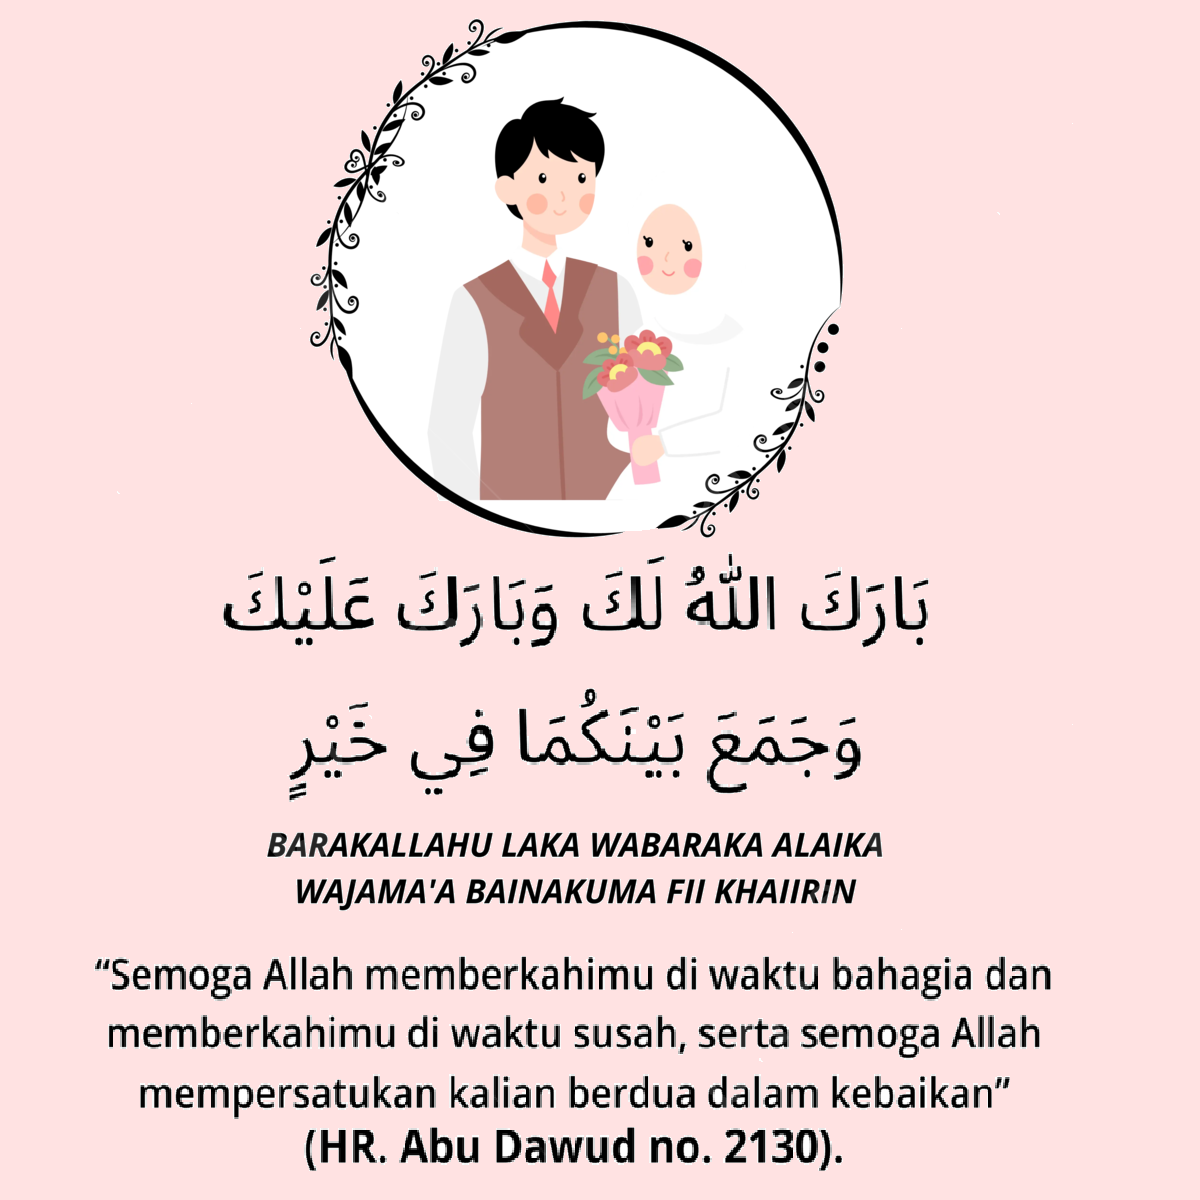 بَارَكَ اللّٰهُ لَكَ وَبَارَكَ عَلَيْكَ
وَجَمَعَ بَيْنَكُمَا فِي خَيْرٍ
BARAKALLAHU LAKA WABARAKA ALAIKA
WAJAMA'A BAINAKUMA FII KHAIIRIN
“Semoga Allah memberkahimu di waktu bahagia dan
memberkahimu di waktu susah, serta semoga Allah
mempersatukan kalian berdua dalam kebaikan”
(HR. Abu Dawud no. 2130).